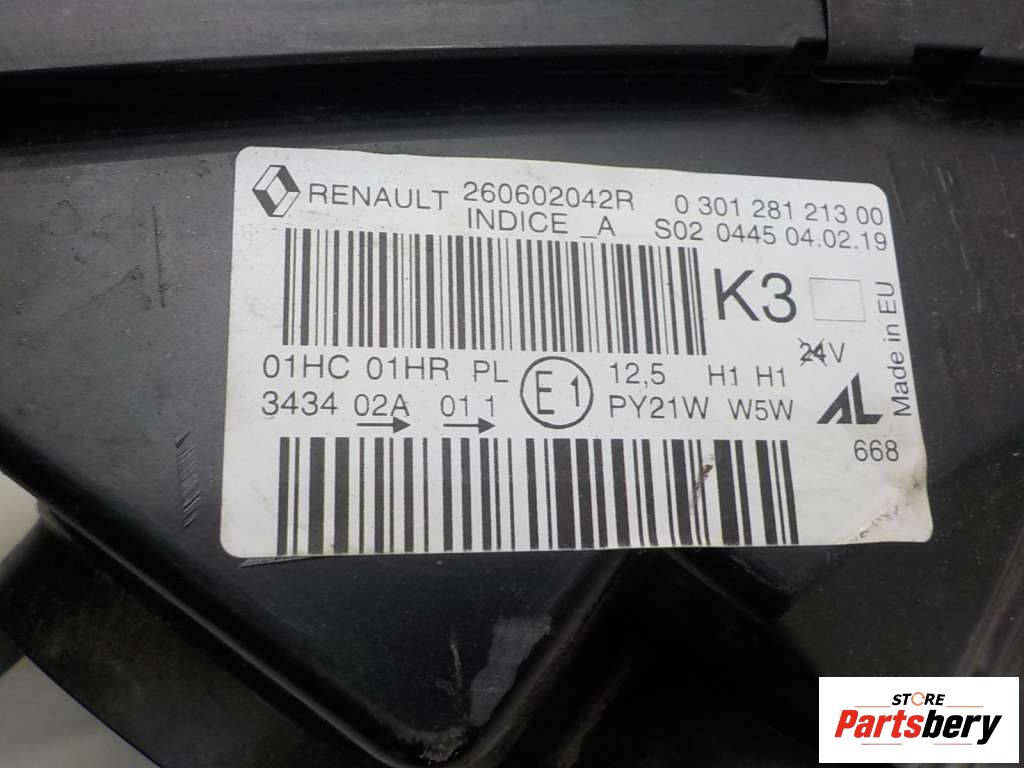 RENAULT 260602042R 0 301 281 213 00
INDICE _A S02 0445 04.02.19
K3
Made in EU
24V
01HC 01HR PL E1 12,5 H1 H1
3434 02A 01 1 PY21W W5W AL
668
STORE
Partsbery